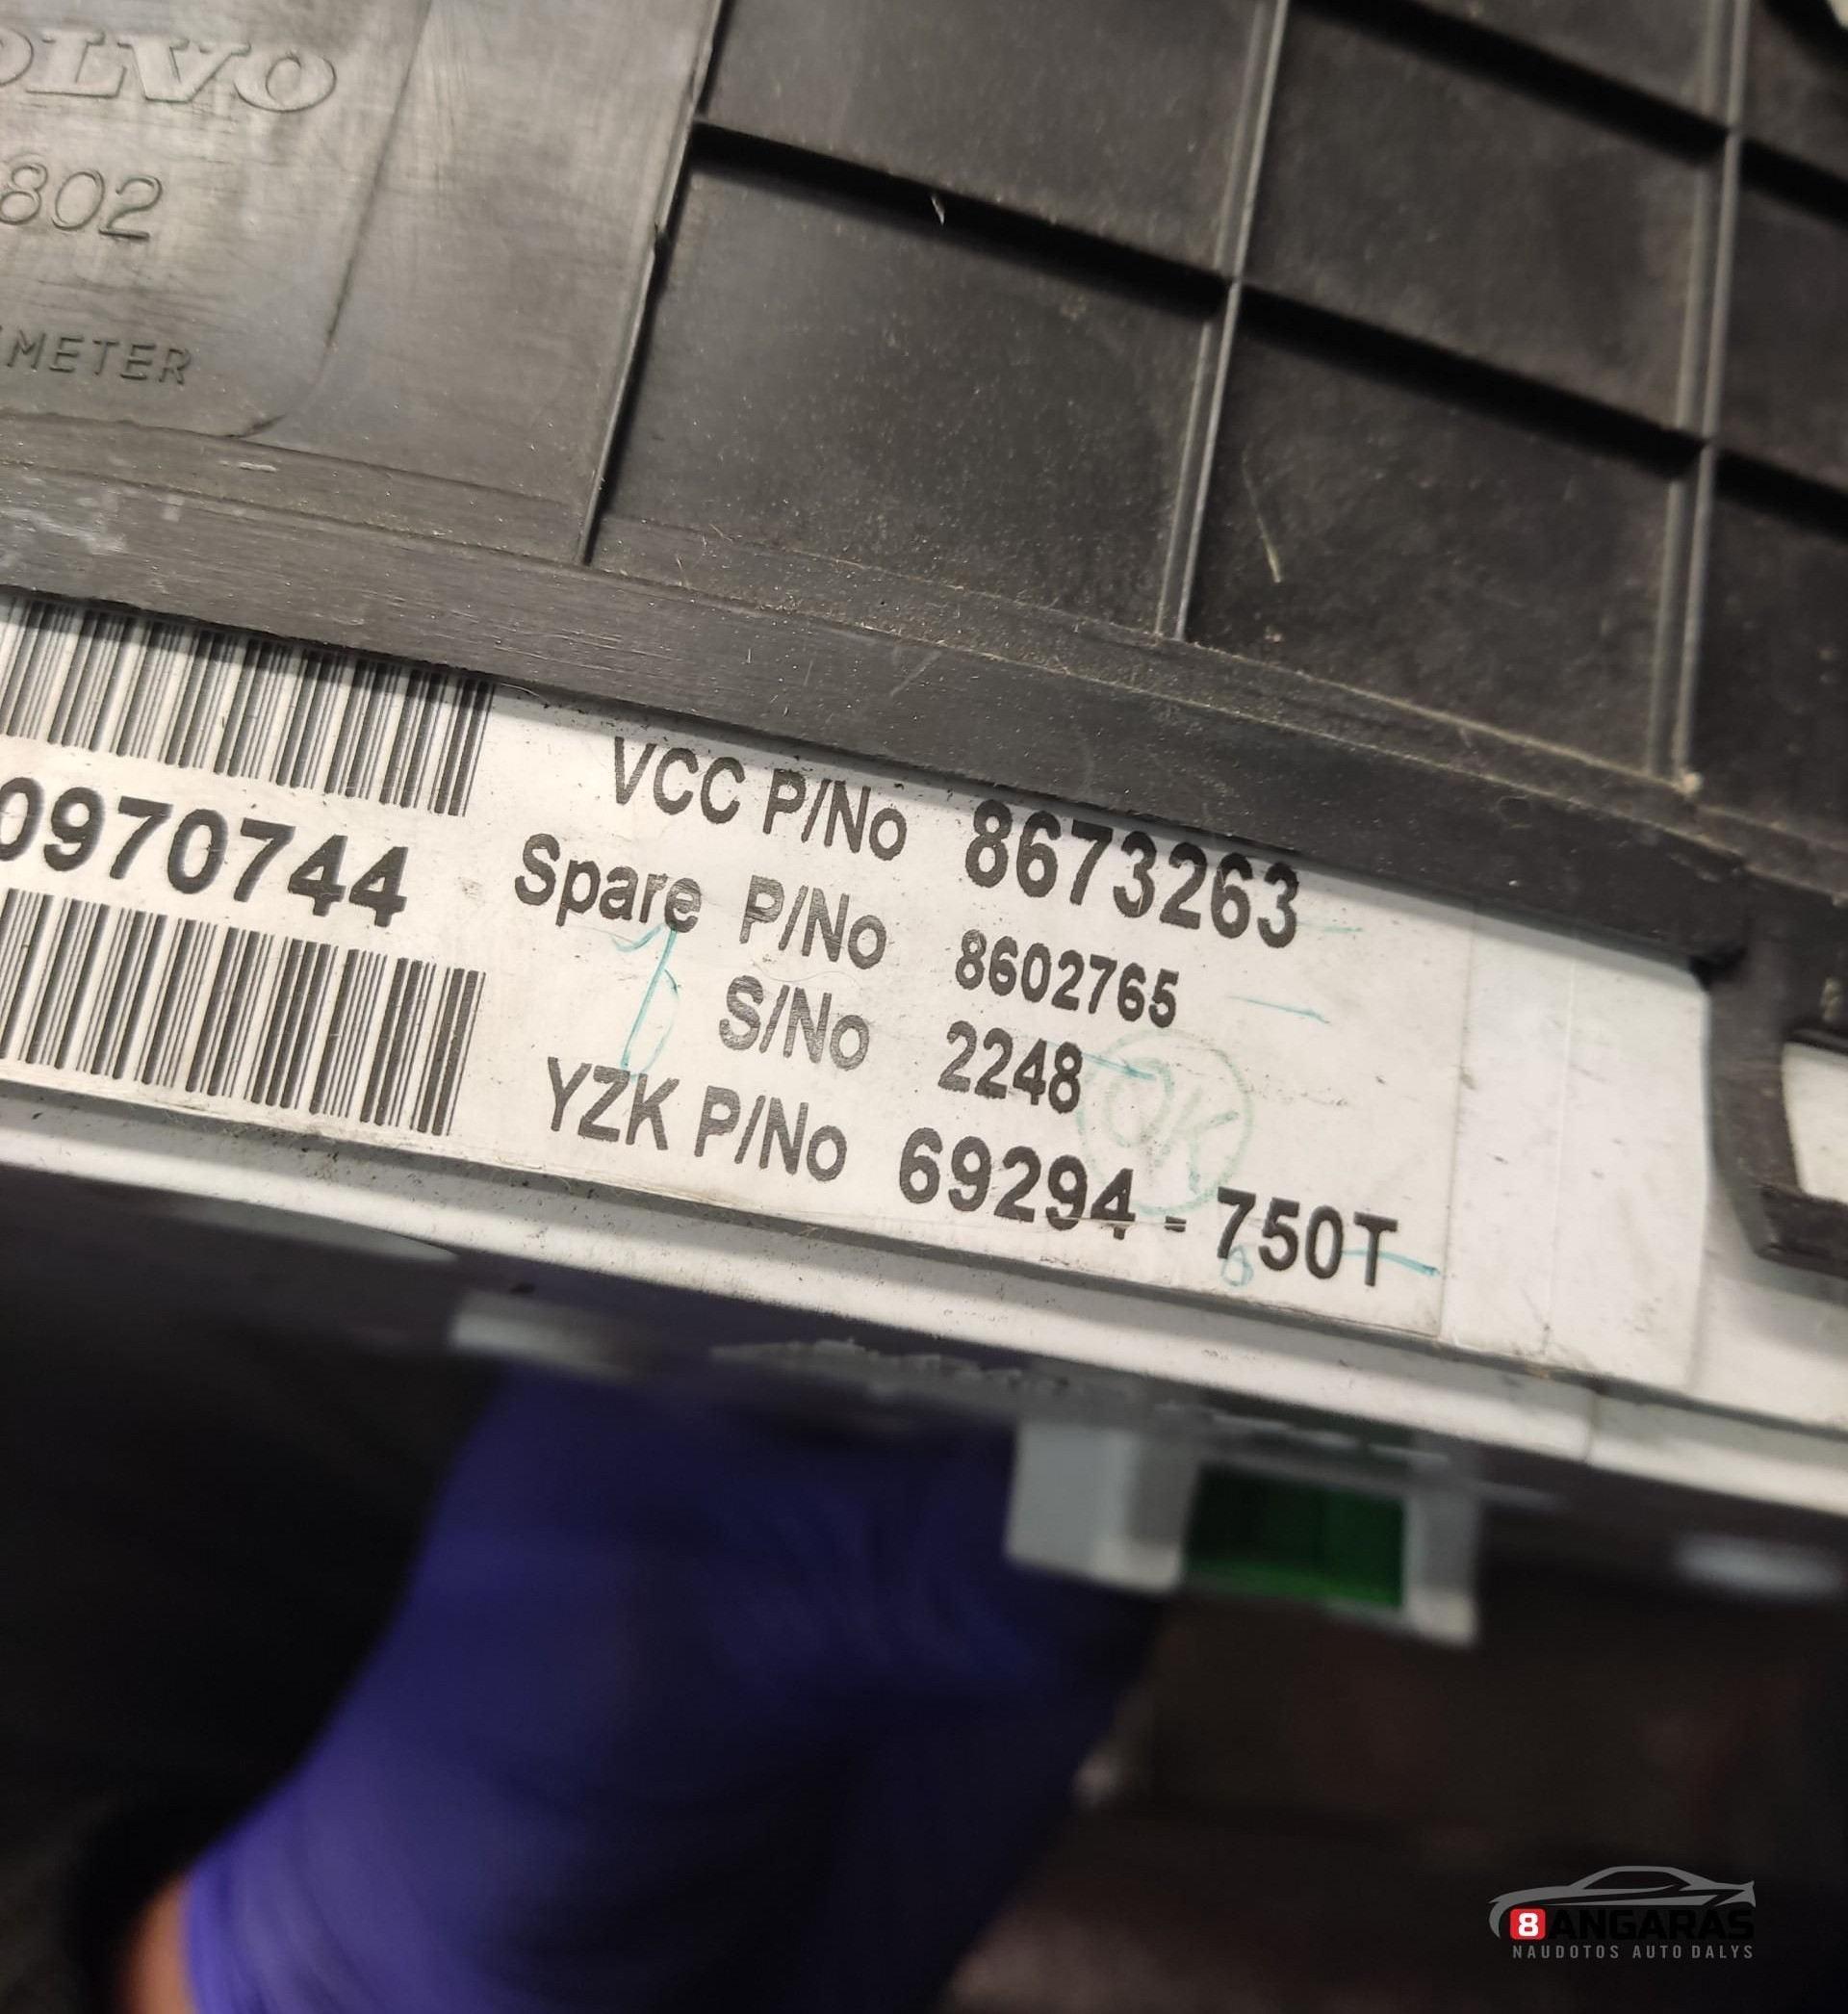 OLVO
802
METER
0970744
VCC P/No 8673263
Spare P/No 8602765
S/No 2248
YZK P/No 69294-750T
OK
8ANGARAS
NAUDOTOS AUTO DALYS